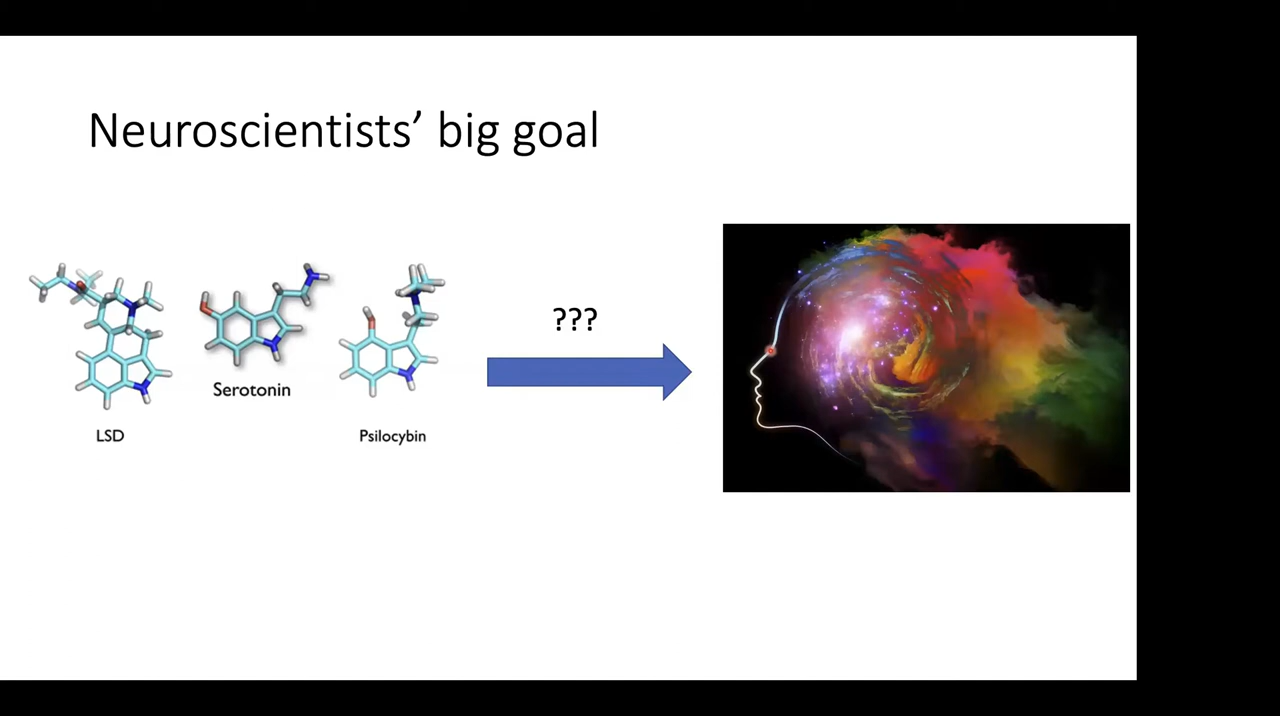 Neuroscientists’ big goal
???
Serotonin
LSD
Psilocybin